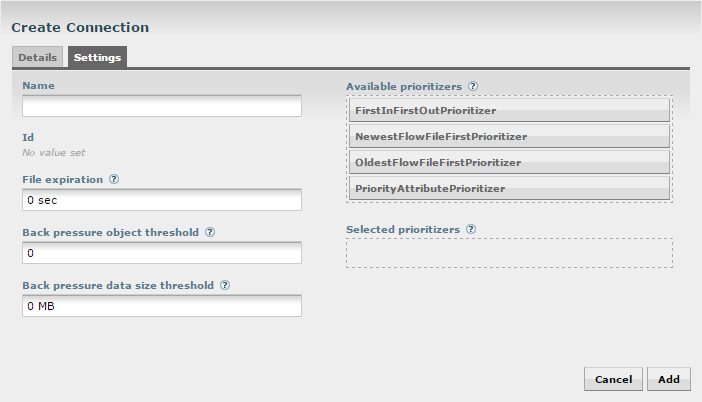 Create Connection
Details
Settings
Name
Id
No value set
File expiration ?
0 sec
Back pressure object threshold ?
0
Back pressure data size threshold ?
0 MB
Available prioritizers ?
FirstInFirstOutPrioritizer
NewestFlowFileFirstPrioritizer
OldestFlowFileFirstPrioritizer
PriorityAttributePrioritizer
Selected prioritizers ?
Cancel
Add